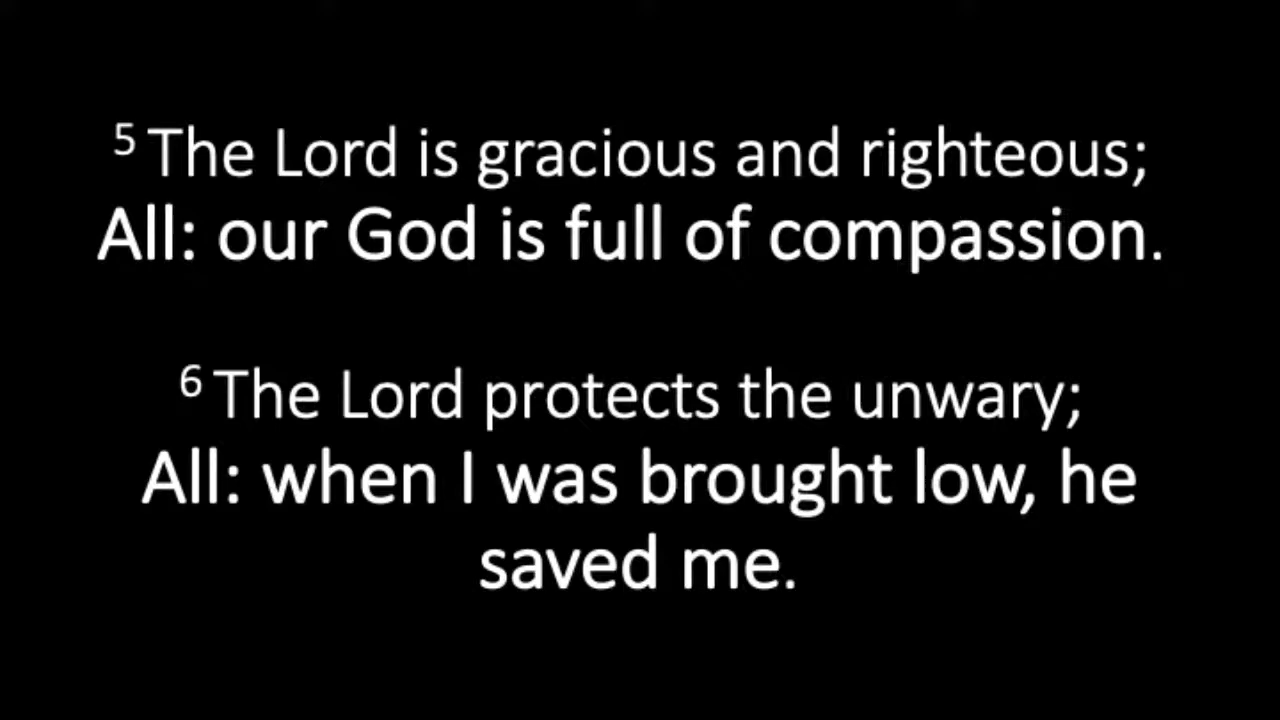 5 The Lord is gracious and righteous;
All: our God is full of compassion.
6 The Lord protects the unwary;
All: when I was brought low, he
saved me.